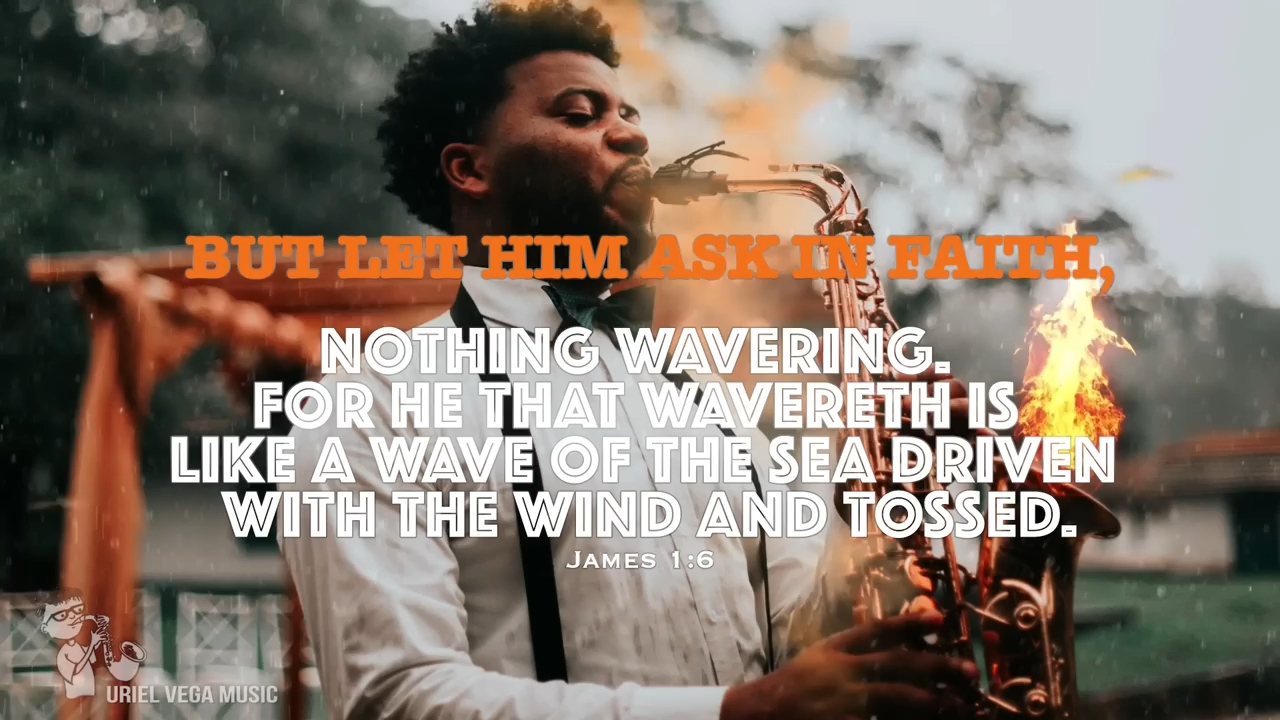 BUT LET HIM ASK IN FAITH,
NOTHING WAVERING.
FOR HE THAT WAVERETH IS
LIKE A WAVE OF THE SEA DRIVEN
WITH THE WIND AND TOSSED.
JAMES 1:6
URIEL VEGA MUSIC